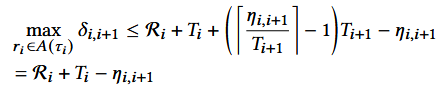 max_{r_i ∈ A(τ_i)} δ_{i,i+1} ≤ ℛ_i + T_i + (⌈η_{i,i+1} / T_{i+1}⌉ − 1) T_{i+1} − η_{i,i+1}
= ℛ_i + T_i − η_{i,i+1}